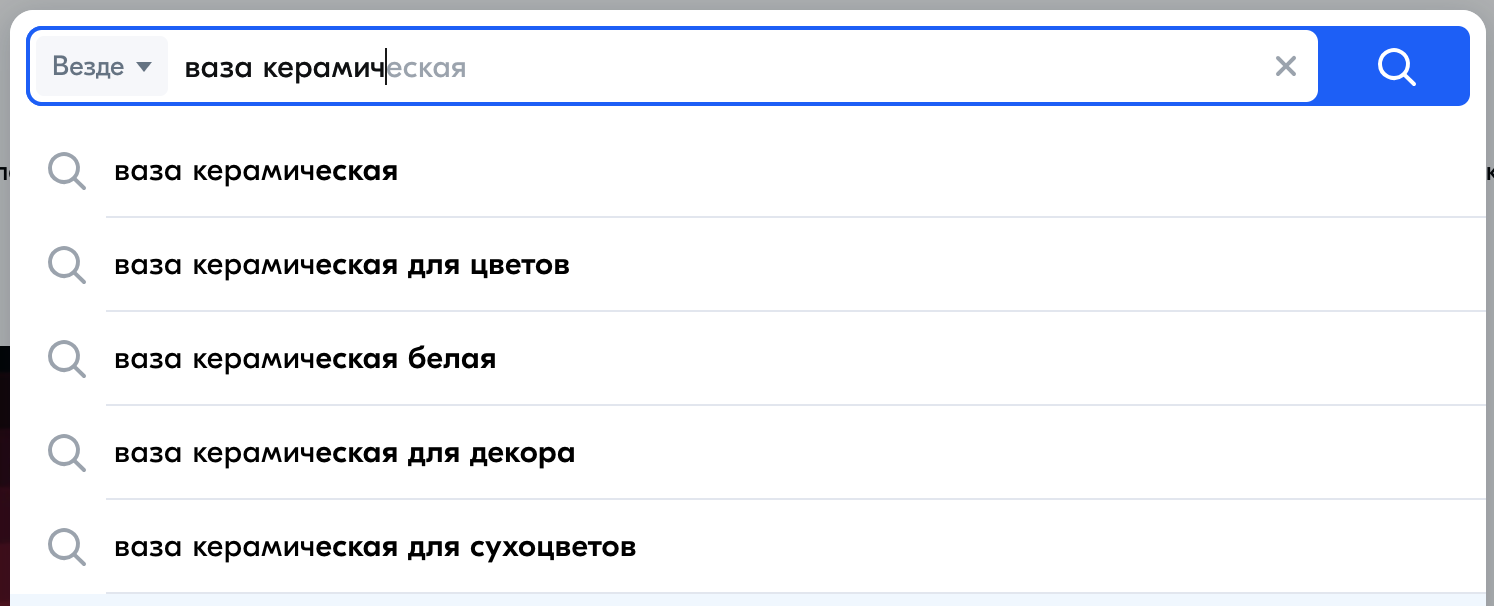 Везде ваза керамическая
ваза керамическая
ваза керамическая для цветов
ваза керамическая белая
ваза керамическая для декора
ваза керамическая для сухоцветов